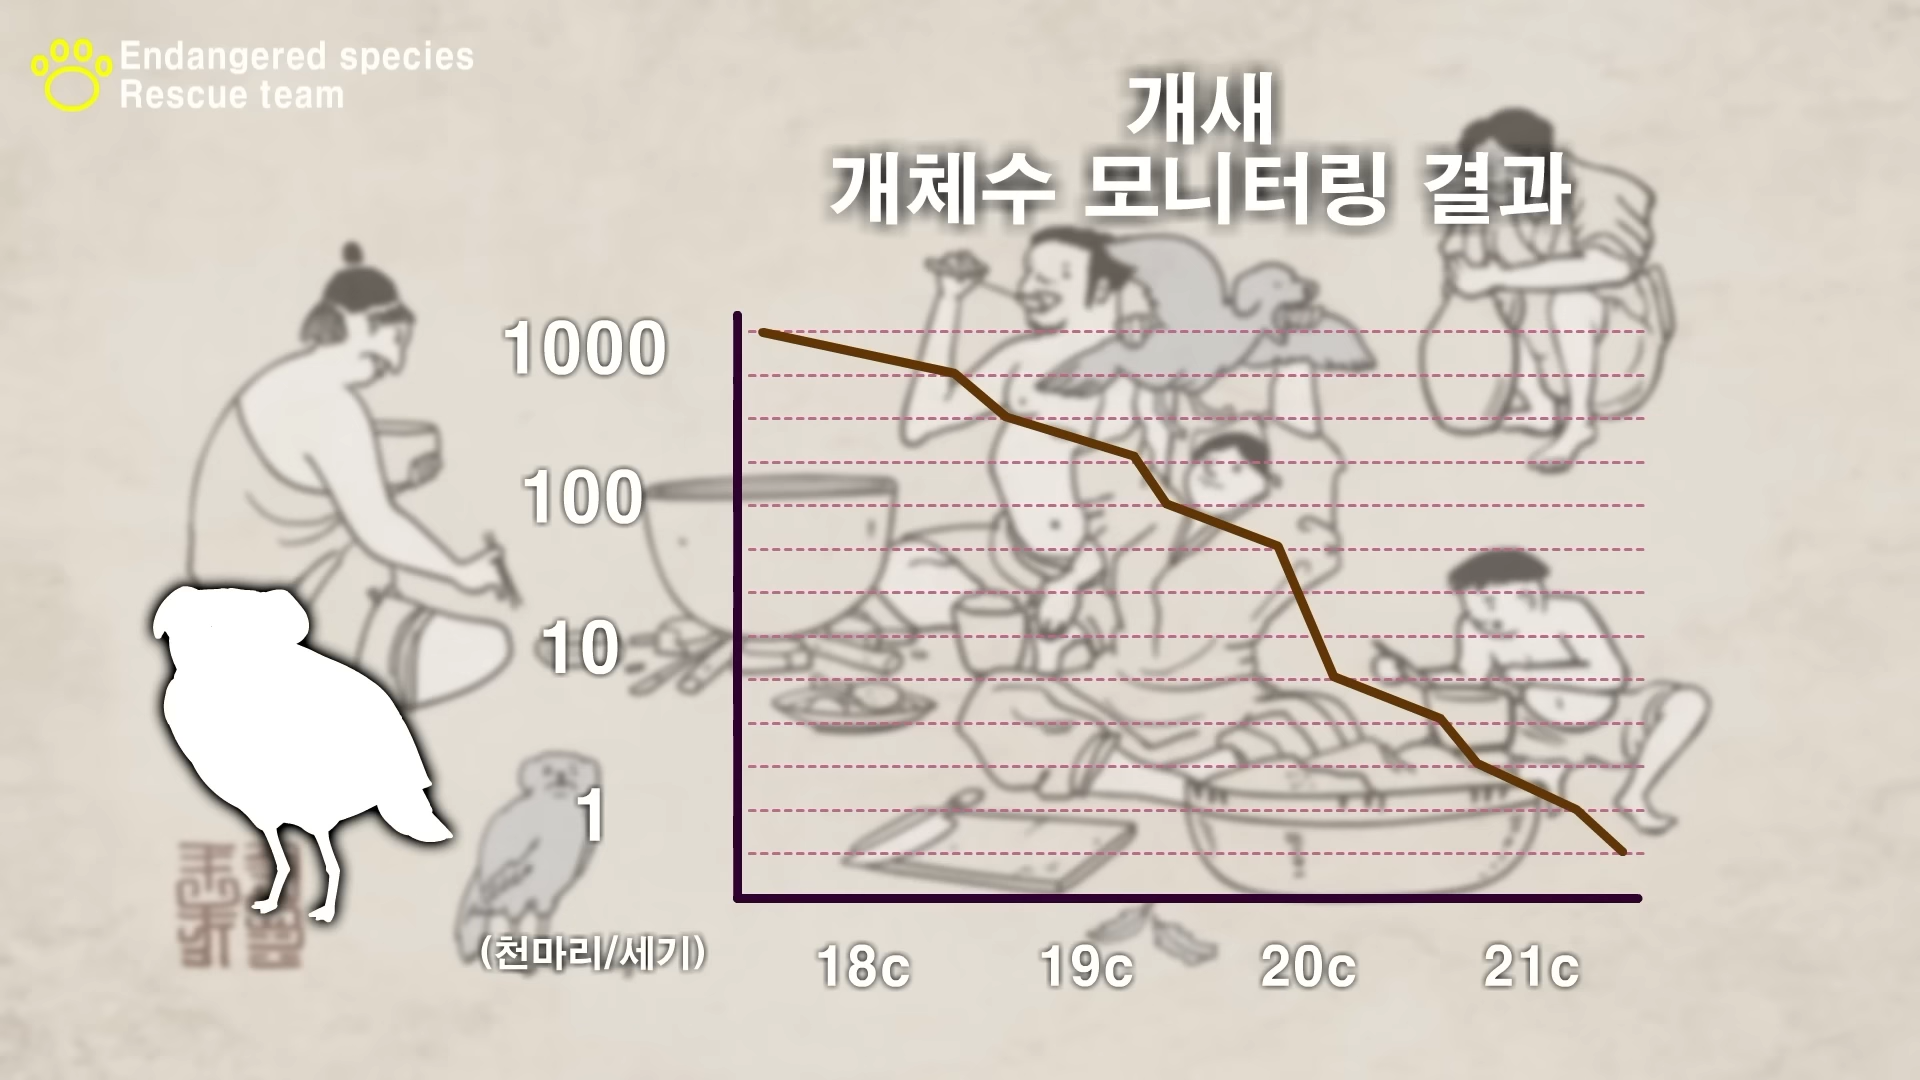 Endangered species
Rescue team
개새
개체수 모니터링 결과
1000
100
10
1
(천마리/세기)
18c 19c 20c 21c